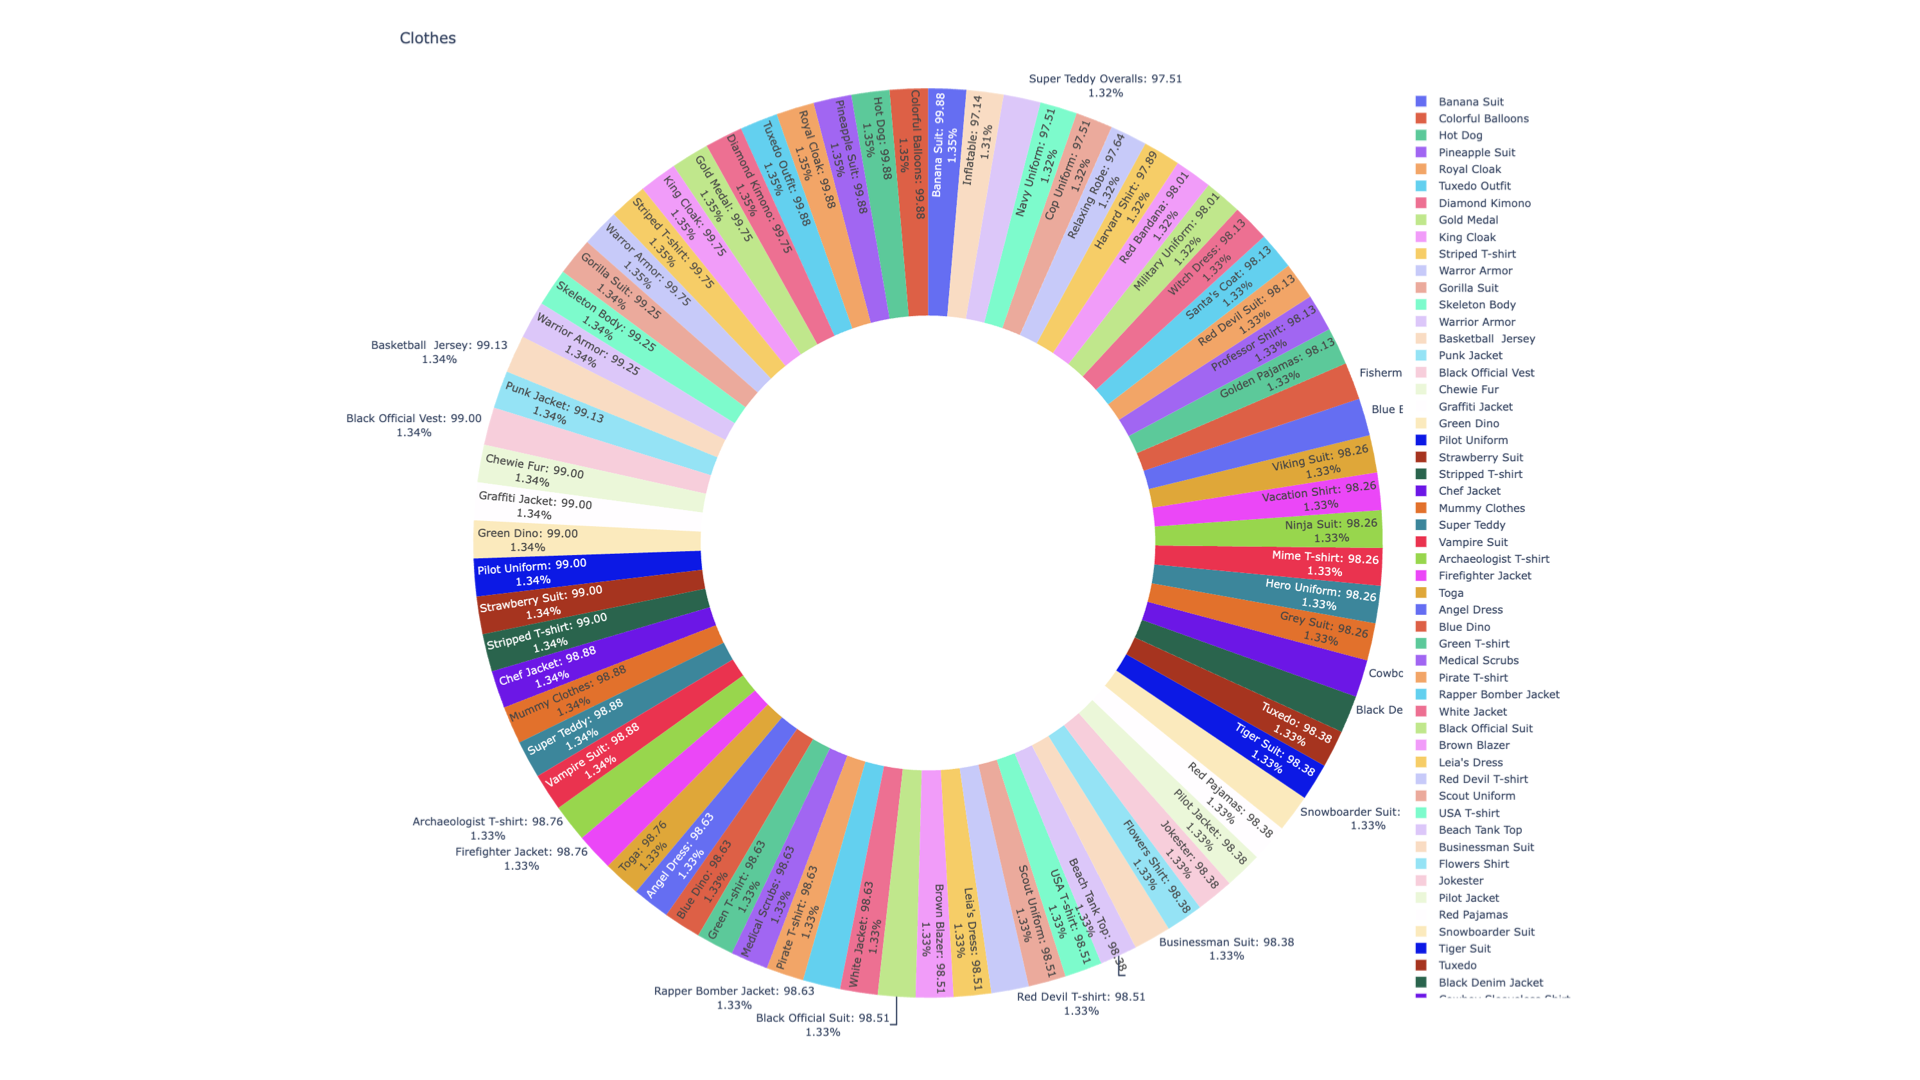 Clothes
Super Teddy Overalls: 97.51
1.32%
Banana Suit: 99.88
1.35%
Inflatable: 97.14
1.31%
Navy Uniform: 97.51
1.32%
Cop Uniform: 97.51
1.32%
Relaxing Robe: 97.64
1.32%
Harvard Shirt: 97.89
1.32%
Red Bandana: 98.01
1.32%
Military Uniform: 98.01
1.32%
Witch Dress: 98.13
1.33%
Santa's Coat: 98.13
1.33%
Red Devil Suit: 98.13
1.33%
Professor Shirt: 98.13
1.33%
Golden Pajamas: 98.13
1.33%
Fisherm
Blue E
Viking Suit: 98.26
1.33%
Vacation Shirt: 98.26
1.33%
Ninja Suit: 98.26
1.33%
Mime T-shirt: 98.26
1.33%
Hero Uniform: 98.26
1.33%
Grey Suit: 98.26
1.33%
Cowbo
Black De
Tuxedo: 98.38
1.33%
Tiger Suit: 98.38
1.33%
Snowboarder Suit:
1.33%
Red Pajamas: 98.38
1.33%
Pilot Jacket: 98.38
1.33%
Jokester: 98.38
1.33%
Flowers Shirt: 98.38
1.33%
Businessman Suit: 98.38
1.33%
Beach Tank Top: 98.38
1.33%
USA T-shirt: 98.51
1.33%
Scout Uniform: 98.51
1.33%
Red Devil T-shirt: 98.51
1.33%
Leia's Dress: 98.51
1.33%
Brown Blazer: 98.51
1.33%
Black Official Suit: 98.51
1.33%
White Jacket: 98.63
1.33%
Rapper Bomber Jacket: 98.63
1.33%
Pirate T-shirt: 98.63
1.33%
Medical Scrubs: 98.63
1.33%
Green T-shirt: 98.63
1.33%
Blue Dino: 98.63
1.33%
Angel Dress: 98.63
1.33%
Toga: 98.76
1.33%
Firefighter Jacket: 98.76
1.33%
Archaeologist T-shirt: 98.76
1.33%
Vampire Suit: 98.88
1.34%
Super Teddy: 98.88
1.34%
Mummy Clothes: 98.88
1.34%
Chef Jacket: 98.88
1.34%
Stripped T-shirt: 99.00
1.34%
Strawberry Suit: 99.00
1.34%
Pilot Uniform: 99.00
1.34%
Green Dino: 99.00
1.34%
Graffiti Jacket: 99.00
1.34%
Chewie Fur: 99.00
1.34%
Black Official Vest: 99.00
1.34%
Punk Jacket: 99.13
1.34%
Basketball  Jersey: 99.13
1.34%
Warrior Armor: 99.25
1.34%
Skeleton Body: 99.25
1.34%
Gorilla Suit: 99.25
1.34%
Warror Armor: 99.75
1.35%
Striped T-shirt: 99.75
1.35%
King Cloak: 99.75
1.35%
Gold Medal: 99.75
1.35%
Diamond Kimono: 99.75
1.35%
Tuxedo Outfit: 99.88
1.35%
Royal Cloak: 99.88
1.35%
Pineapple Suit: 99.88
1.35%
Hot Dog: 99.88
1.35%
Colorful Balloons: 99.88
1.35%
Banana Suit
Colorful Balloons
Hot Dog
Pineapple Suit
Royal Cloak
Tuxedo Outfit
Diamond Kimono
Gold Medal
King Cloak
Striped T-shirt
Warror Armor
Gorilla Suit
Skeleton Body
Warrior Armor
Basketball  Jersey
Punk Jacket
Black Official Vest
Chewie Fur
Graffiti Jacket
Green Dino
Pilot Uniform
Strawberry Suit
Stripped T-shirt
Chef Jacket
Mummy Clothes
Super Teddy
Vampire Suit
Archaeologist T-shirt
Firefighter Jacket
Toga
Angel Dress
Blue Dino
Green T-shirt
Medical Scrubs
Pirate T-shirt
Rapper Bomber Jacket
White Jacket
Black Official Suit
Brown Blazer
Leia's Dress
Red Devil T-shirt
Scout Uniform
USA T-shirt
Beach Tank Top
Businessman Suit
Flowers Shirt
Jokester
Pilot Jacket
Red Pajamas
Snowboarder Suit
Tiger Suit
Tuxedo
Black Denim Jacket
Cowboy Sleeveless Shirt